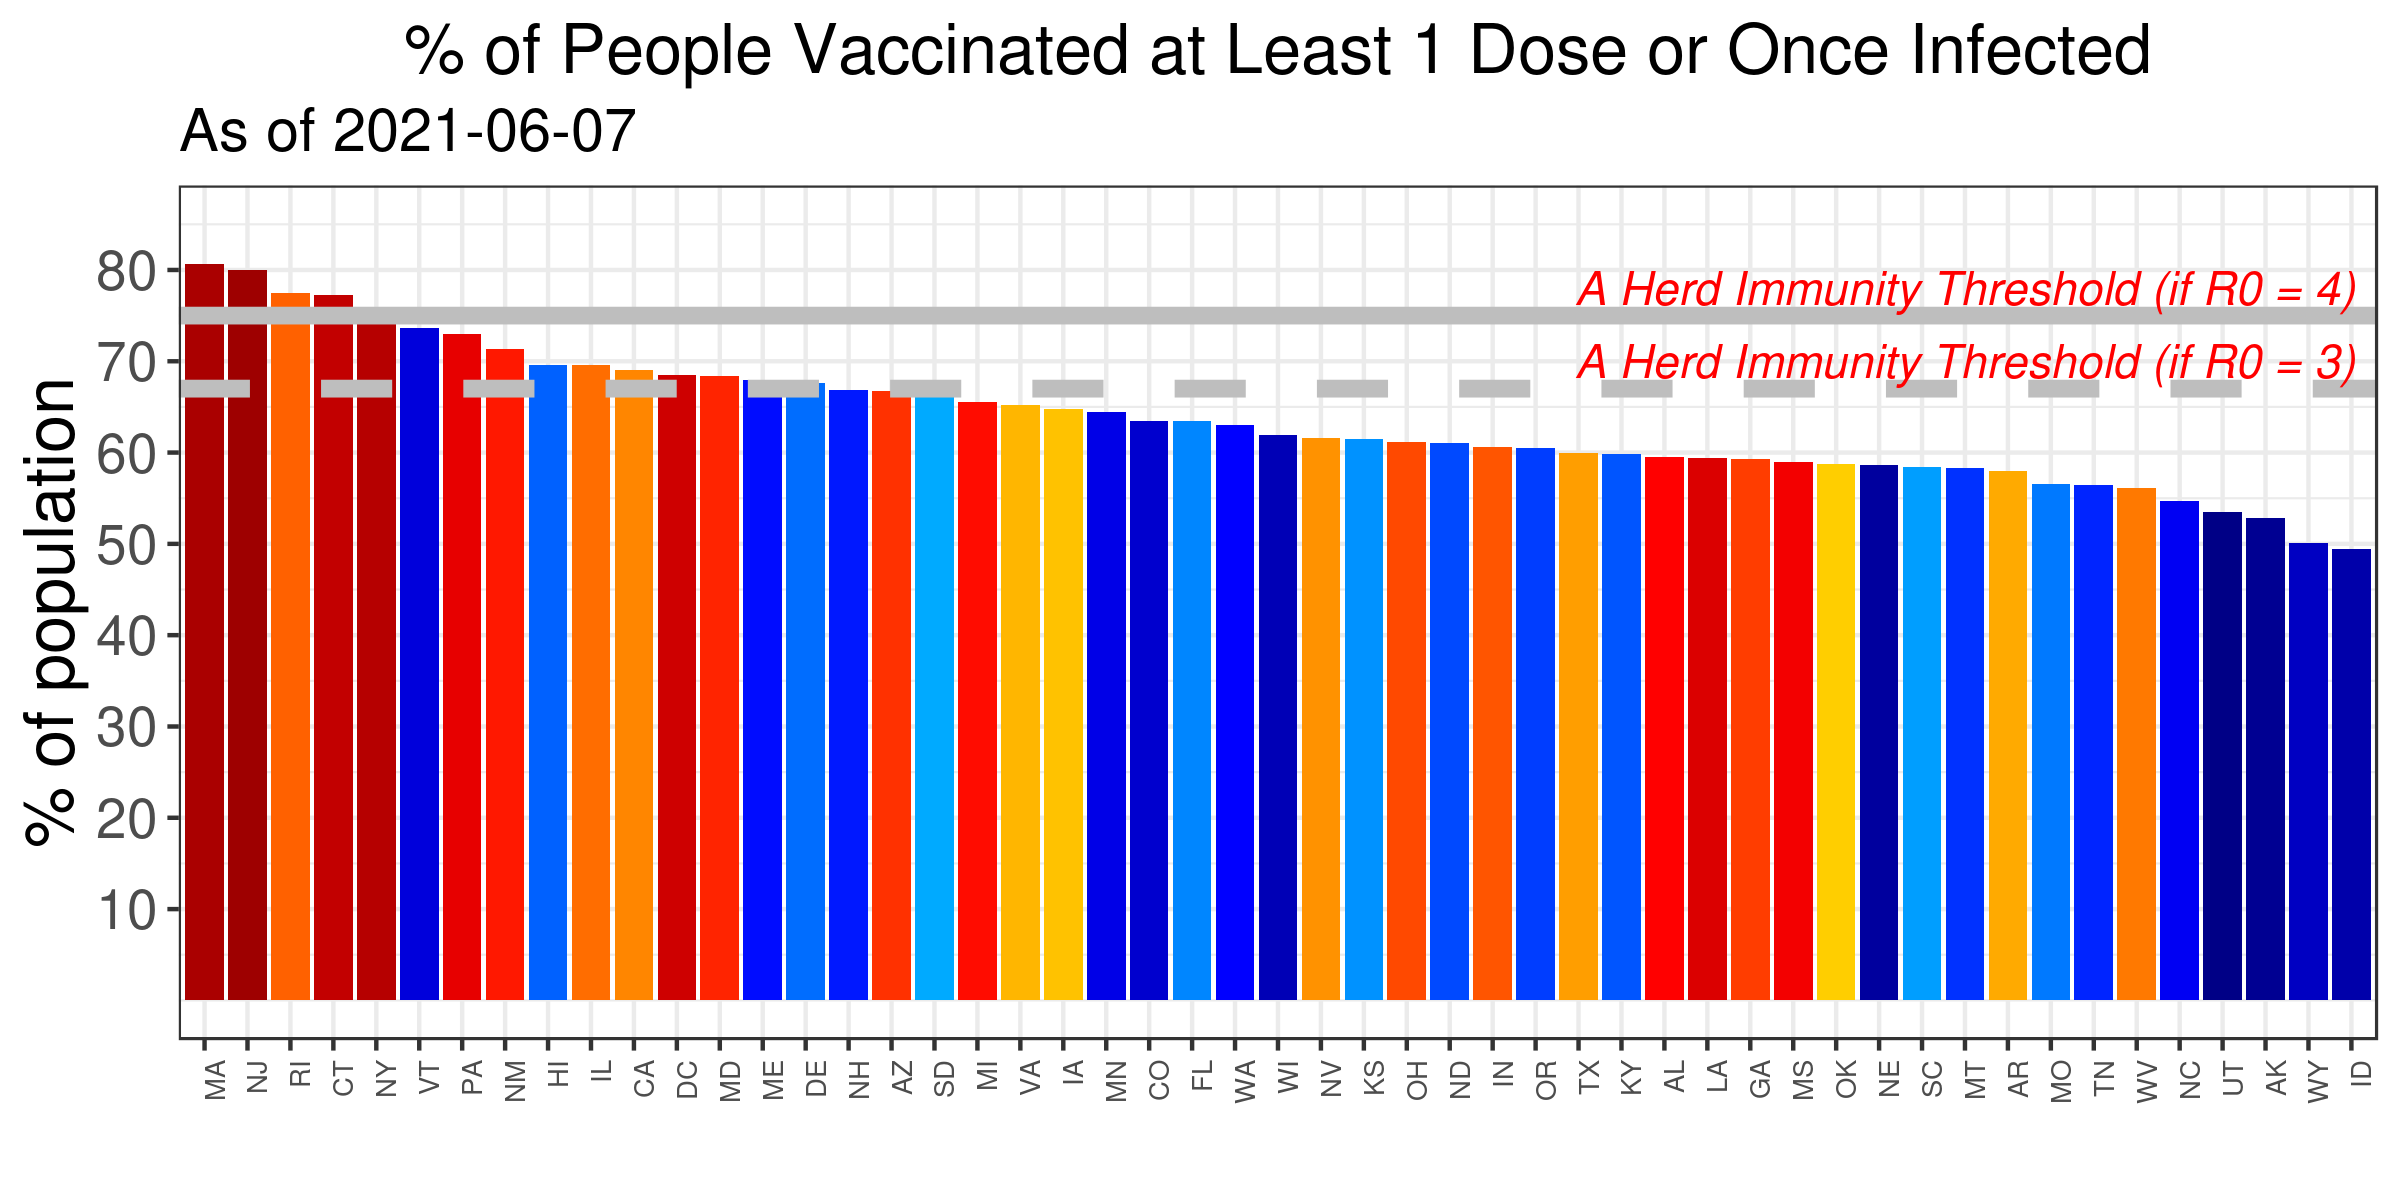 % of People Vaccinated at Least 1 Dose or Once Infected
As of 2021-06-07
% of population
80
70
60
50
40
30
20
10
A Herd Immunity Threshold (if R0 = 4)
A Herd Immunity Threshold (if R0 = 3)
MA NJ RI CT NY VT PA NM HI IL CA DC MD ME DE NH AZ SD MI VA IA MN CO FL WA WI NV KS OH ND IN OR TX KY AL LA GA MS OK NE SC MT AR MO TN WV NC UT AK WY ID